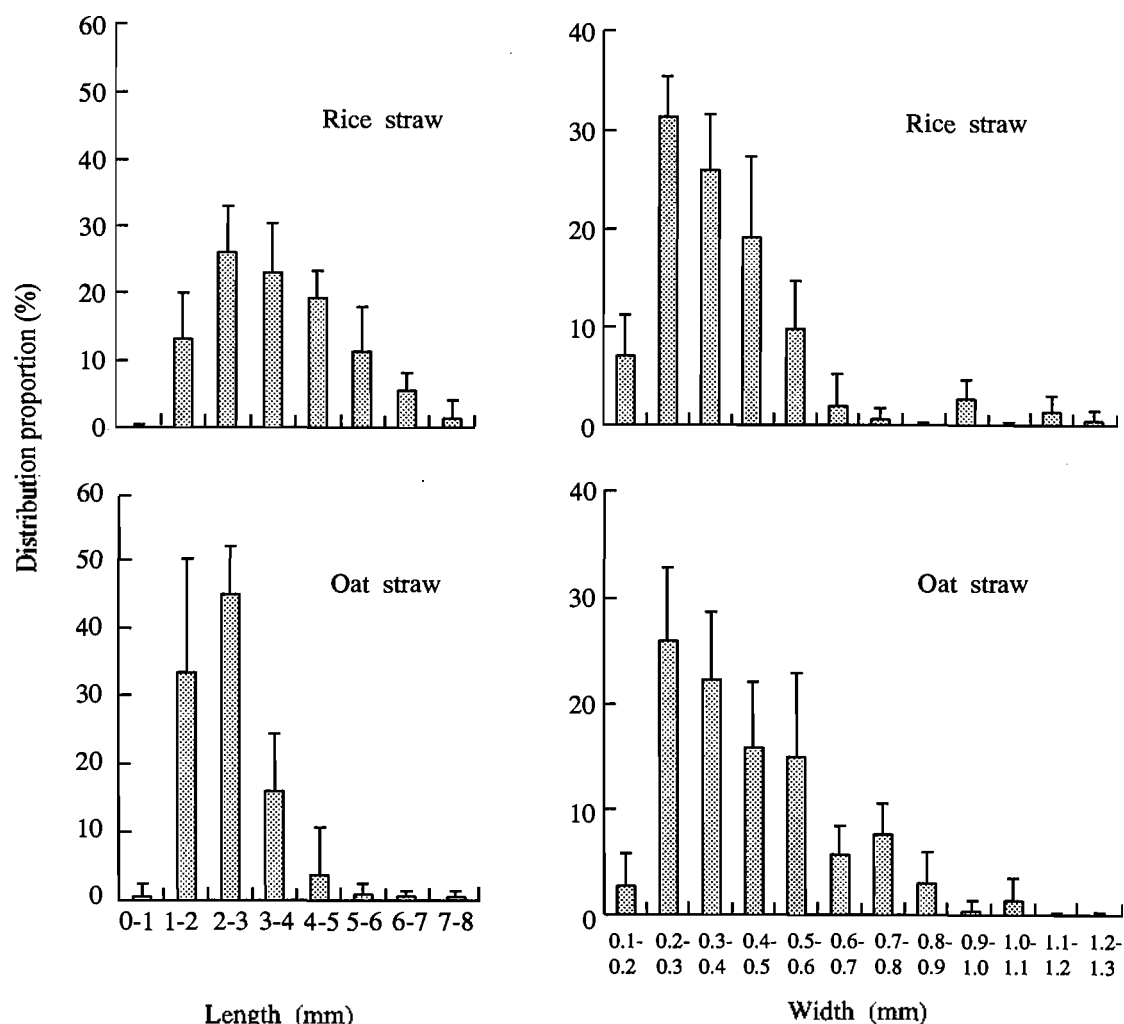 Distribution proportion (%)
60
50
40
30
20
10
0
Rice straw
40
30
20
10
0
Rice straw
60
50
40
30
20
10
0
Oat straw
0-1 1-2 2-3 3-4 4-5 5-6 6-7 7-8
Length (mm)
40
30
20
10
0
Oat straw
0.1- 0.2- 0.3- 0.4- 0.5- 0.6- 0.7- 0.8- 0.9- 1.0- 1.1- 1.2-
0.2 0.3 0.4 0.5 0.6 0.7 0.8 0.9 1.0 1.1 1.2 1.3
Width (mm)